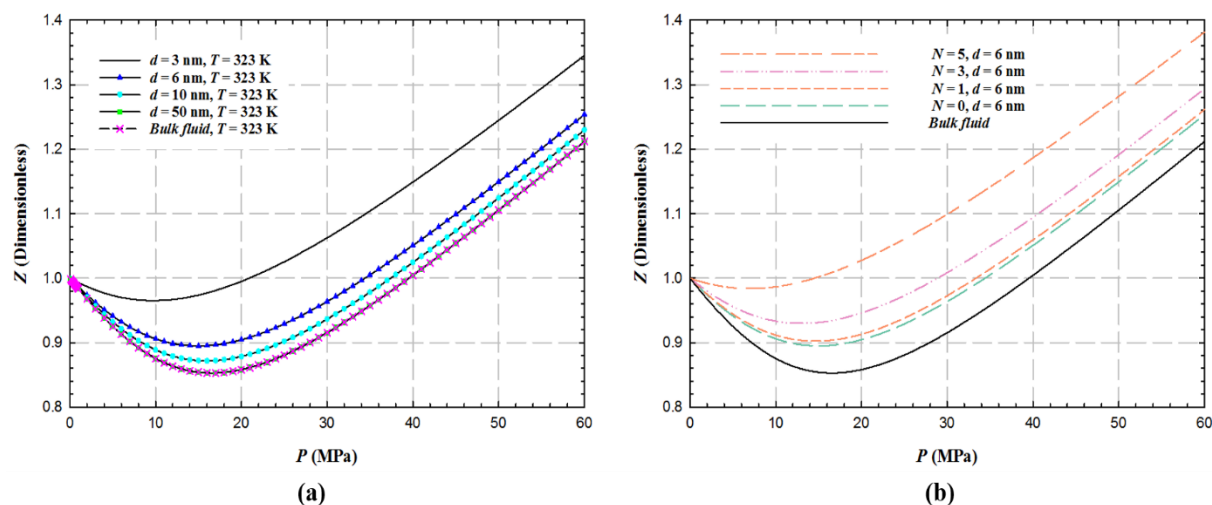 1.4
1.3
1.2
1.1
1.0
0.9
0.8
Z (Dimensionless)
d = 3 nm, T = 323 K
d = 6 nm, T = 323 K
d = 10 nm, T = 323 K
d = 50 nm, T = 323 K
Bulk fluid, T = 323 K
0 10 20 30 40 50 60
P (MPa)
(a)
1.4
1.3
1.2
1.1
1.0
0.9
0.8
Z (Dimensionless)
N = 5, d = 6 nm
N = 3, d = 6 nm
N = 1, d = 6 nm
N = 0, d = 6 nm
Bulk fluid
0 10 20 30 40 50 60
P (MPa)
(b)